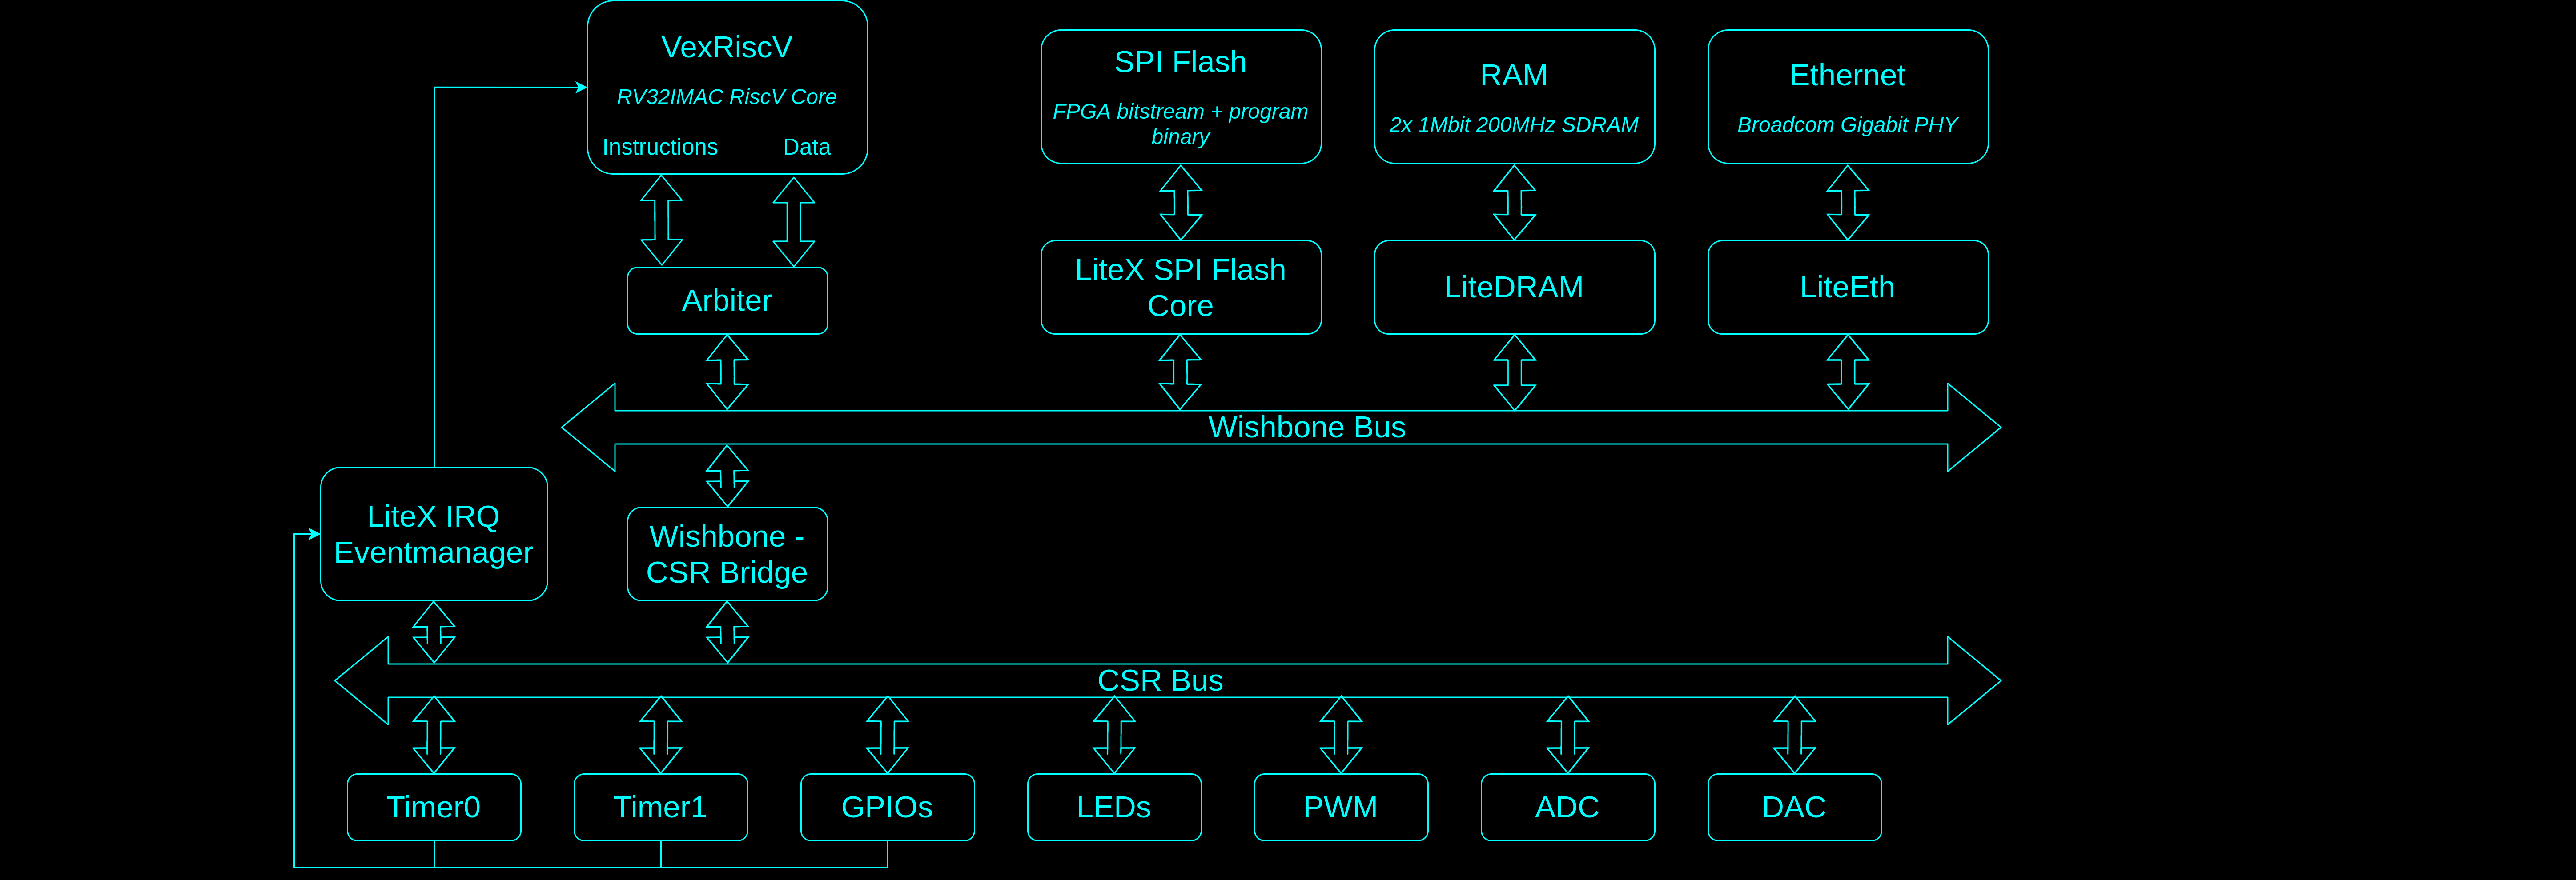 VexRiscV
RV32IMAC RiscV Core
Instructions
Data
SPI Flash
FPGA bitstream + program
binary
RAM
2x 1Mbit 200MHz SDRAM
Ethernet
Broadcom Gigabit PHY
Arbiter
LiteX SPI Flash
Core
LiteDRAM
LiteEth
Wishbone Bus
LiteX IRQ
Eventmanager
Wishbone -
CSR Bridge
CSR Bus
Timer0
Timer1
GPIOs
LEDs
PWM
ADC
DAC